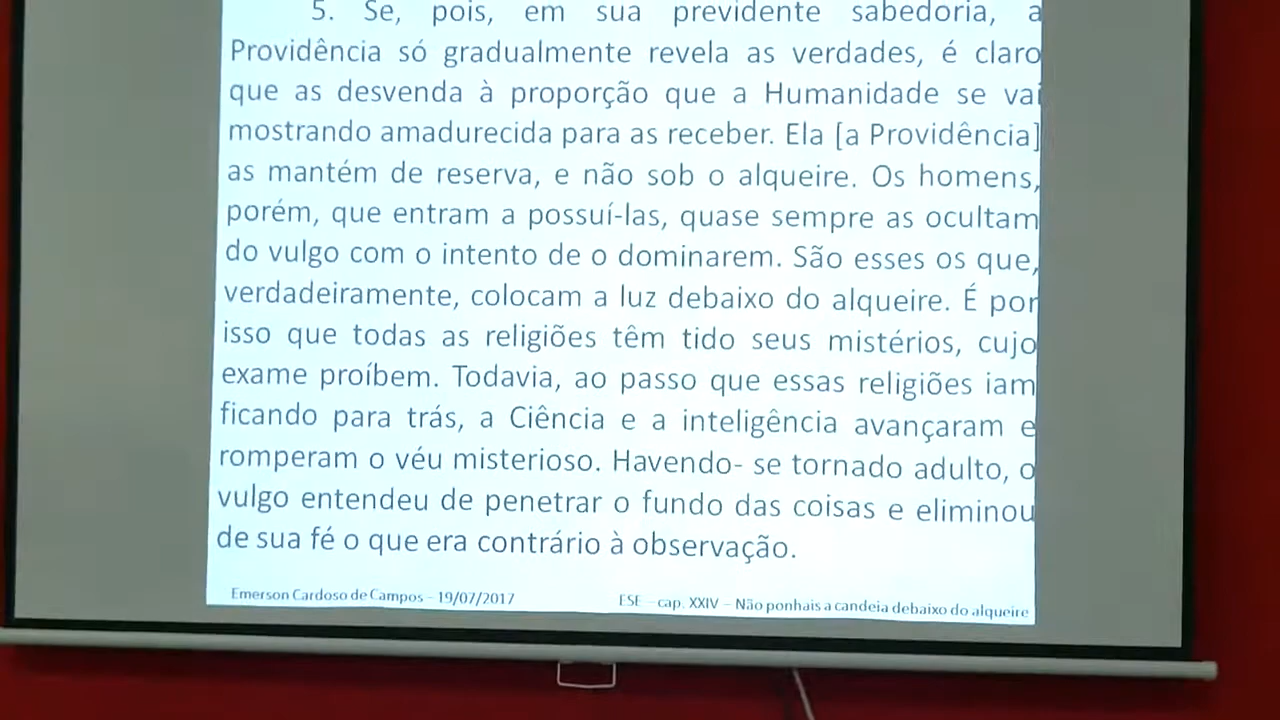 5. Se, pois, em sua previdente sabedoria, a
Providência só gradualmente revela as verdades, é claro
que as desvenda à proporção que a Humanidade se vai
mostrando amadurecida para as receber. Ela [a Providência]
as mantém de reserva, e não sob o alqueire. Os homens,
porém, que entram a possuí-las, quase sempre as ocultam
do vulgo com o intento de o dominarem. São esses os que,
verdadeiramente, colocam a luz debaixo do alqueire. É por
isso que todas as religiões têm tido seus mistérios, cujo
exame proíbem. Todavia, ao passo que essas religiões iam
ficando para trás, a Ciência e a inteligência avançaram e
romperam o véu misterioso. Havendo- se tornado adulto, o
vulgo entendeu de penetrar o fundo das coisas e eliminou
de sua fé o que era contrário à observação.
Emerson Cardoso de Campos – 19/07/2017
ESE – cap. XXIV – Não ponhais a candeia debaixo do alqueire